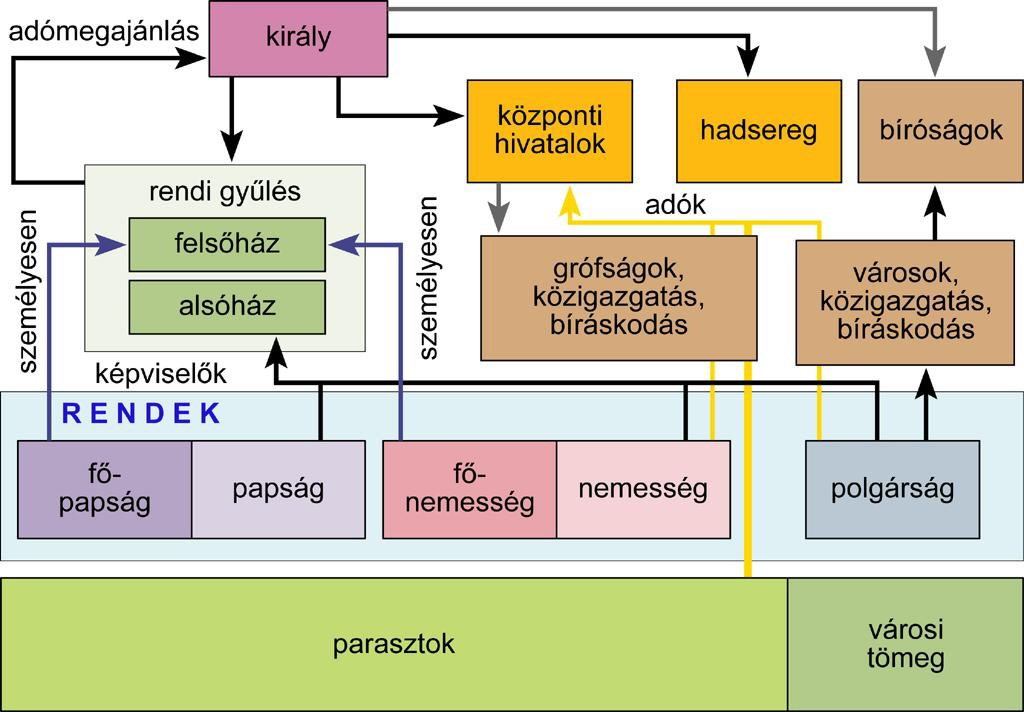 adómegajánlás
király
központi
hivatalok
hadsereg
bíróságok
rendi gyűlés
felsőház
alsóház
személyesen
személyesen
képviselők
adók
grófságok,
közigazgatás,
bíráskodás
városok,
közigazgatás,
bíráskodás
RENDEK
fő-
papság
papság
fő-
nemesség
nemesség
polgárság
parasztok
városi
tömeg